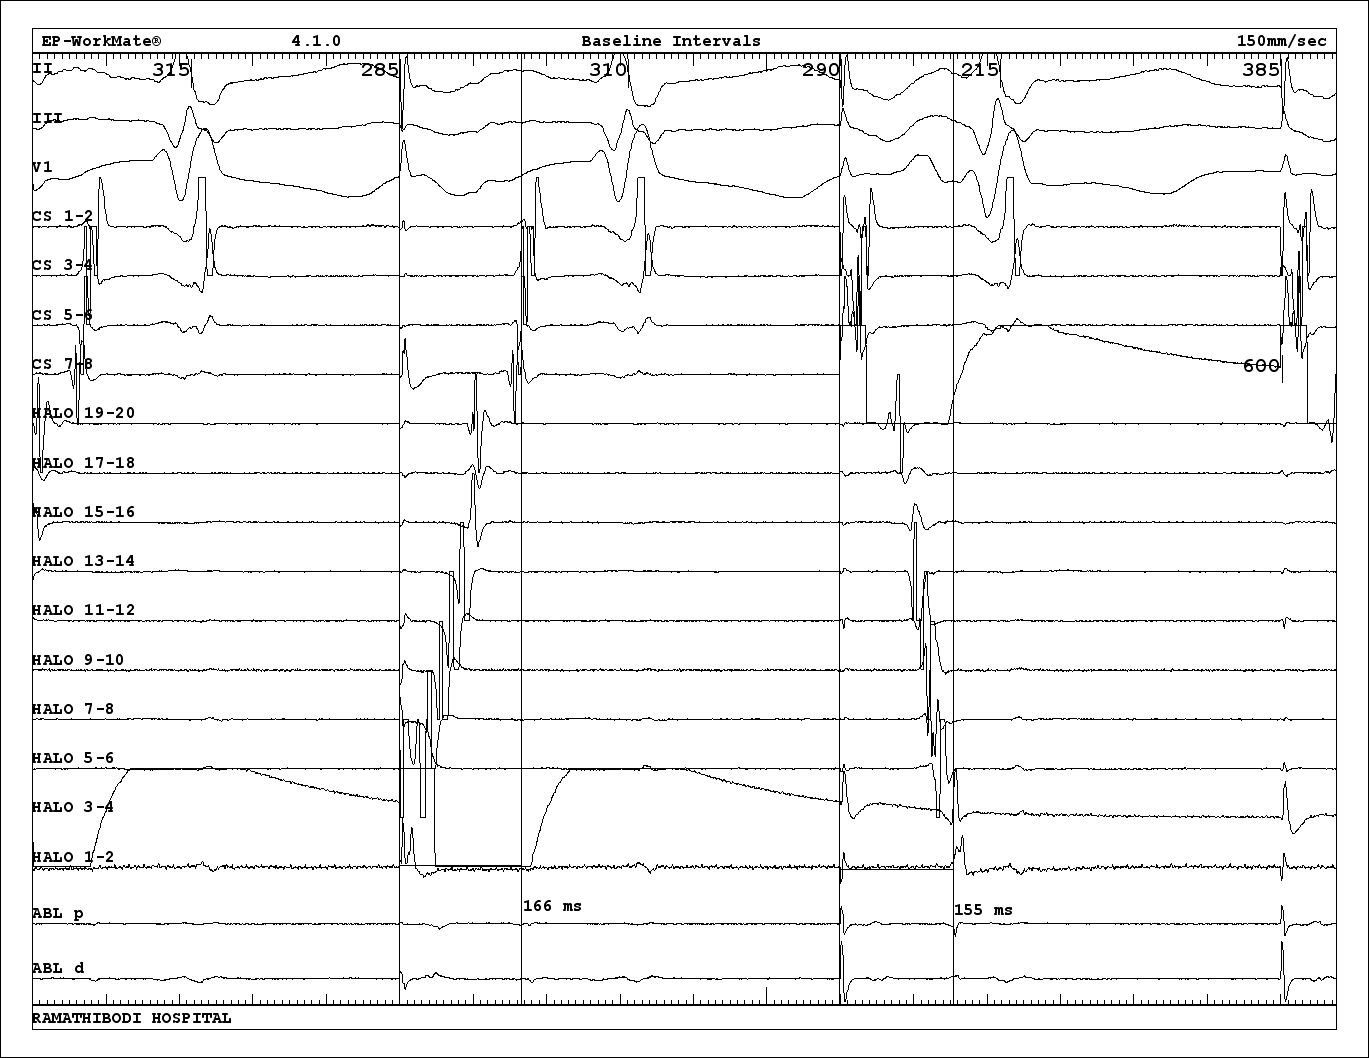 EP-WorkMate® 4.1.0 Baseline Intervals 150mm/sec
II 315 285 310 290 215 385
III
V1
CS 1-2
CS 3-4
CS 5-6
CS 7-8 600
HALO 19-20
HALO 17-18
HALO 15-16
HALO 13-14
HALO 11-12
HALO 9-10
HALO 7-8
HALO 5-6
HALO 3-4
HALO 1-2
ABL p 166 ms 155 ms
ABL d
RAMATHIBODI HOSPITAL